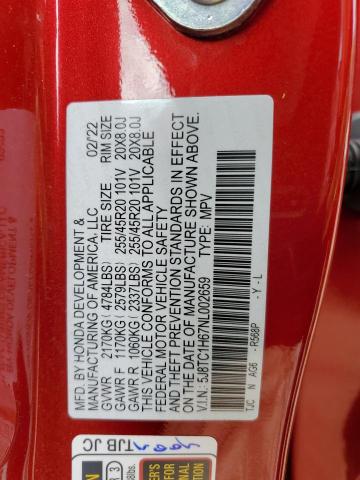 MFD. BY HONDA DEVELOPMENT &
MANUFACTURING OF AMERICA, LLC 02/22
TIRE SIZE RIM SIZE
GVWR 2170KG (4784LBS)
GAWR F 1170KG (2579LBS) 255/45R20 101V 20X8.0J
GAWR R 1060KG (2337LBS) 255/45R20 101V 20X8.0J
THIS VEHICLE CONFORMS TO ALL APPLICABLE
FEDERAL MOTOR VEHICLE SAFETY
AND THEFT PREVENTION STANDARDS IN EFFECT
ON THE DATE OF MANUFACTURE SHOWN ABOVE.
V.I.N.: 5J8TC1H67NL002659 TYPE: MPV
TJC N AG6 - R568P - Y - L
TJB JC